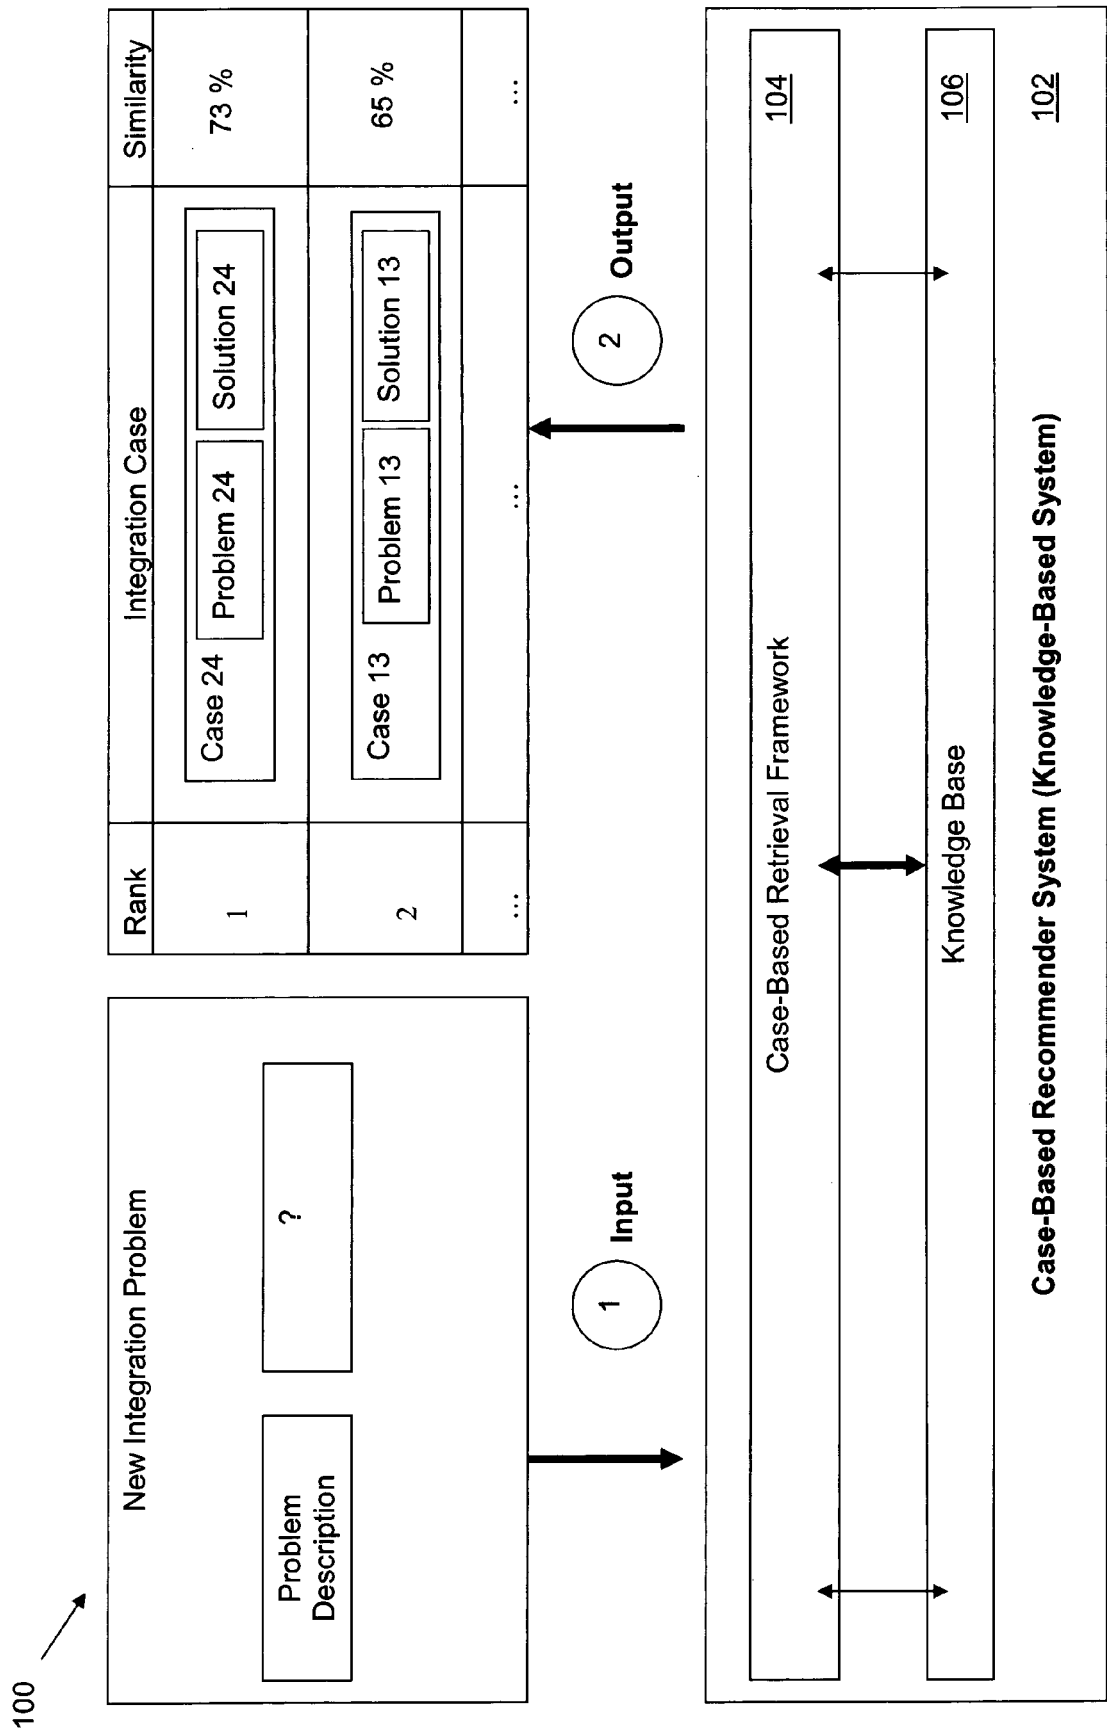 100
New Integration Problem
Problem
Description
?
Rank
Integration Case
Similarity
1
Case 24
Problem 24
Solution 24
73 %
2
Case 13
Problem 13
Solution 13
65 %
...
...
...
1
Input
2
Output
Case-Based Retrieval Framework
104
Knowledge Base
106
Case-Based Recommender System (Knowledge-Based System)
102